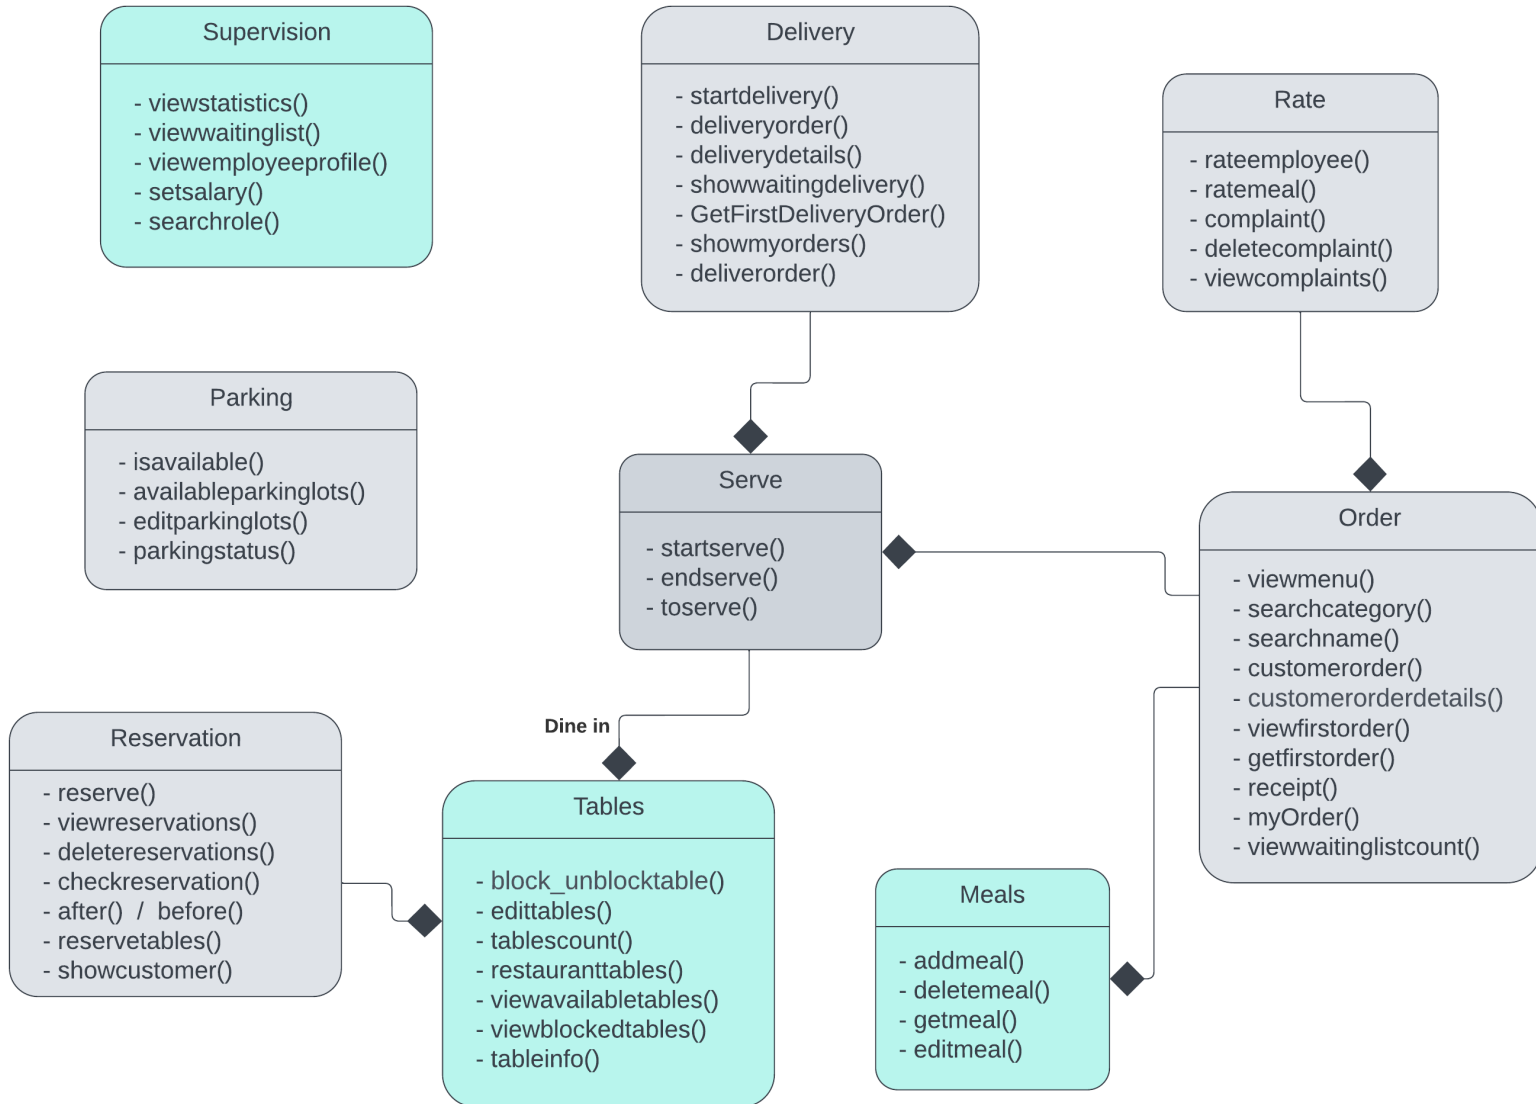 Supervision
- viewstatistics()
- viewwaitinglist()
- viewemployeeprofile()
- setsalary()
- searchrole()
Delivery
- startdelivery()
- deliveryorder()
- deliverydetails()
- showwaitingdelivery()
- GetFirstDeliveryOrder()
- showmyorders()
- deliverorder()
Rate
- rateemployee()
- ratemeal()
- complaint()
- deletecomplaint()
- viewcomplaints()
Parking
- isavailable()
- availableparkinglots()
- editparkinglots()
- parkingstatus()
Serve
- startserve()
- endserve()
- toserve()
Order
- viewmenu()
- searchcategory()
- searchname()
- customerorder()
- customerorderdetails()
- viewfirstorder()
- getfirstorder()
- receipt()
- myOrder()
- viewwaitinglistcount()
Reservation
- reserve()
- viewreservations()
- deletereservations()
- checkreservation()
- after() / before()
- reservetables()
- showcustomer()
Dine in
Tables
- block_unblocktable()
- edittables()
- tablescount()
- restauranttables()
- viewavailabletables()
- viewblockedtables()
- tableinfo()
Meals
- addmeal()
- deletemeal()
- getmeal()
- editmeal()